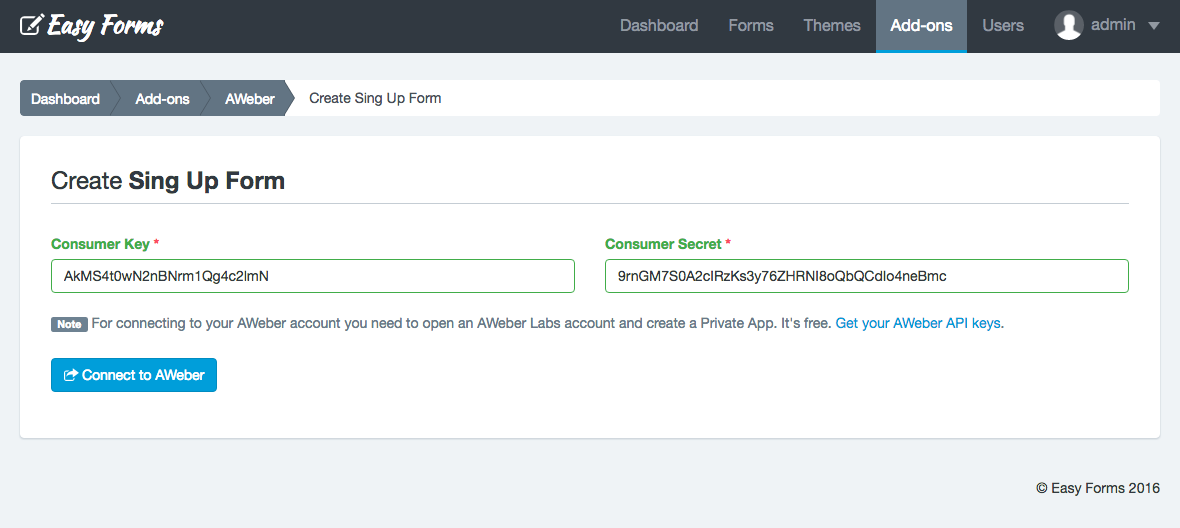 Easy Forms Dashboard Forms Themes Add-ons Users admin
Dashboard Add-ons AWeber Create Sing Up Form
Create Sing Up Form
Consumer Key * Consumer Secret *
AkMS4t0wN2nBNrm1Qg4c2lmN 9rnGM7S0A2cIRzKs3y76ZHRNI8oQbQCdlo4neBmc
Note For connecting to your AWeber account you need to open an AWeber Labs account and create a Private App. It's free. Get your AWeber API keys.
Connect to AWeber
© Easy Forms 2016